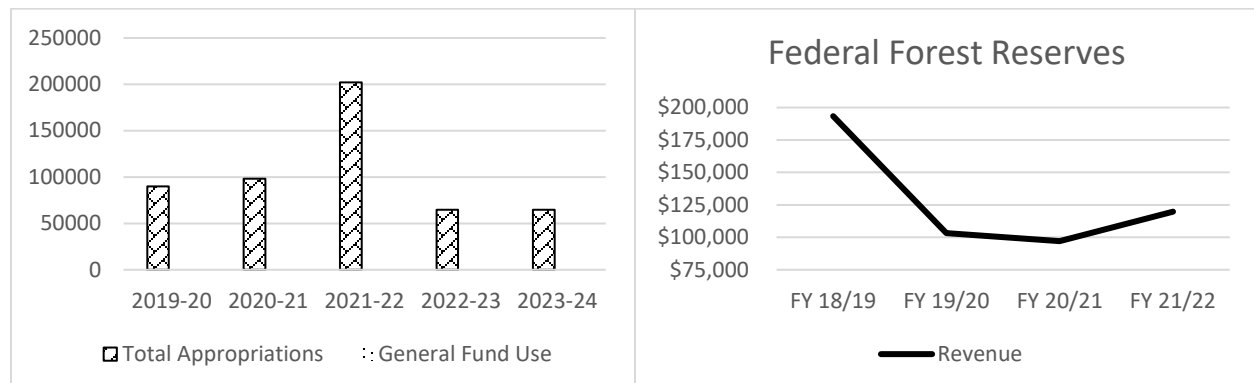 250000
200000
150000
100000
50000
0
2019-20 2020-21 2021-22 2022-23 2023-24
Total Appropriations General Fund Use
Federal Forest Reserves
$200,000
$175,000
$150,000
$125,000
$100,000
$75,000
FY 18/19 FY 19/20 FY 20/21 FY 21/22
Revenue